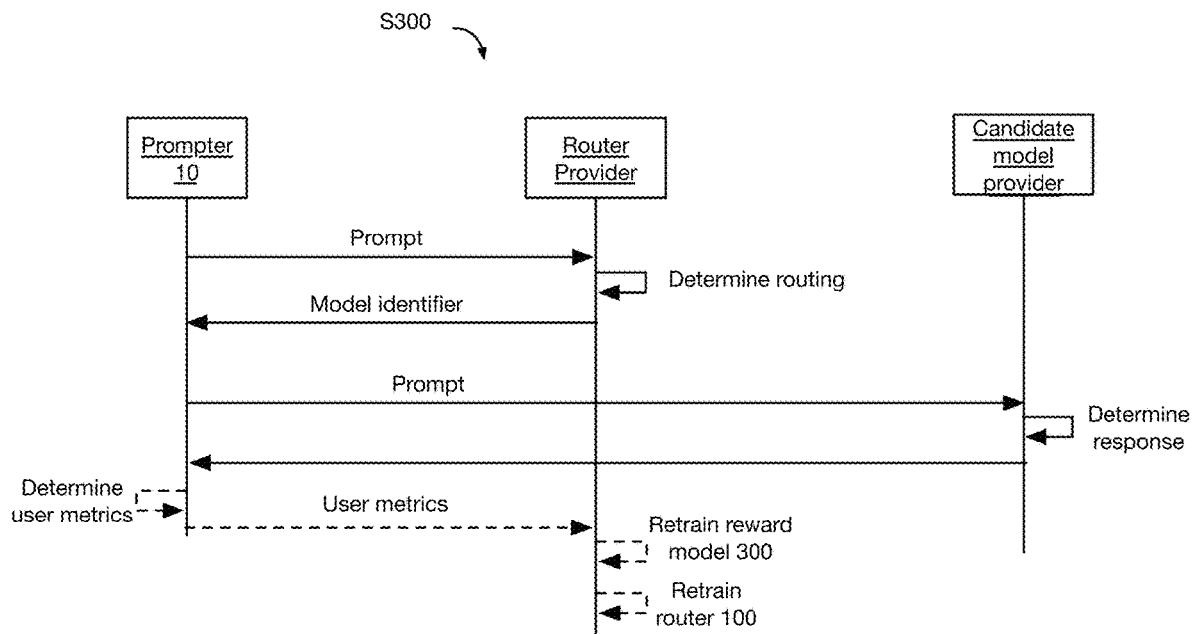 S300
Prompter
10
Router
Provider
Candidate
model
provider
Prompt
Determine routing
Model identifier
Prompt
Determine
response
Determine
user metrics
User metrics
Retrain reward
model 300
Retrain
router 100